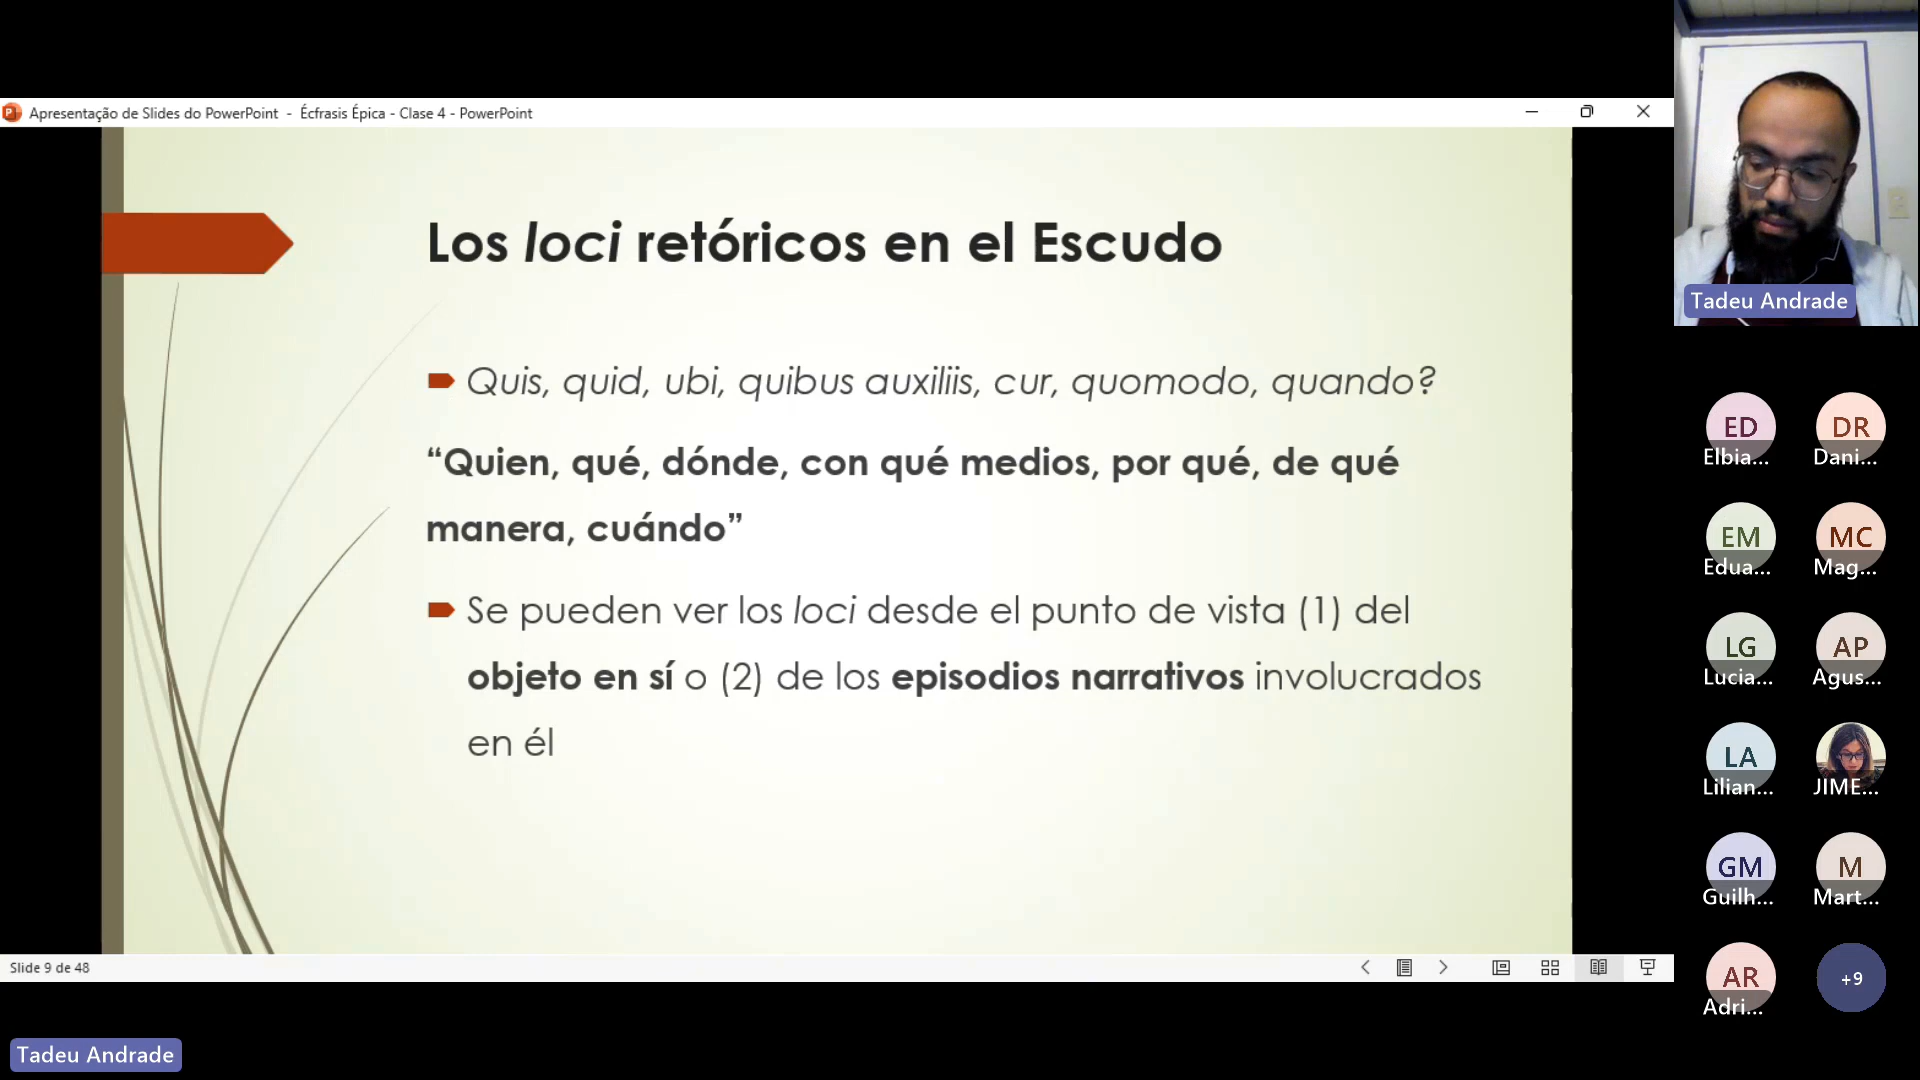 Apresentação de Slides do PowerPoint - Écfrasis Épica - Clase 4 - PowerPoint
Los loci retóricos en el Escudo
Quis, quid, ubi, quibus auxiliis, cur, quomodo, quando?
“Quien, qué, dónde, con qué medios, por qué, de qué
manera, cuándo”
Se pueden ver los loci desde el punto de vista (1) del
objeto en sí o (2) de los episodios narrativos involucrados
en él
Slide 9 de 48
Tadeu Andrade
Tadeu Andrade
ED
Elbia...
DR
Dani...
EM
Edua...
MC
Mag...
LG
Lucia...
AP
Agus...
LA
Lilian...
JIME...
GM
Guilh...
M
Mart...
AR
Adri...
+9